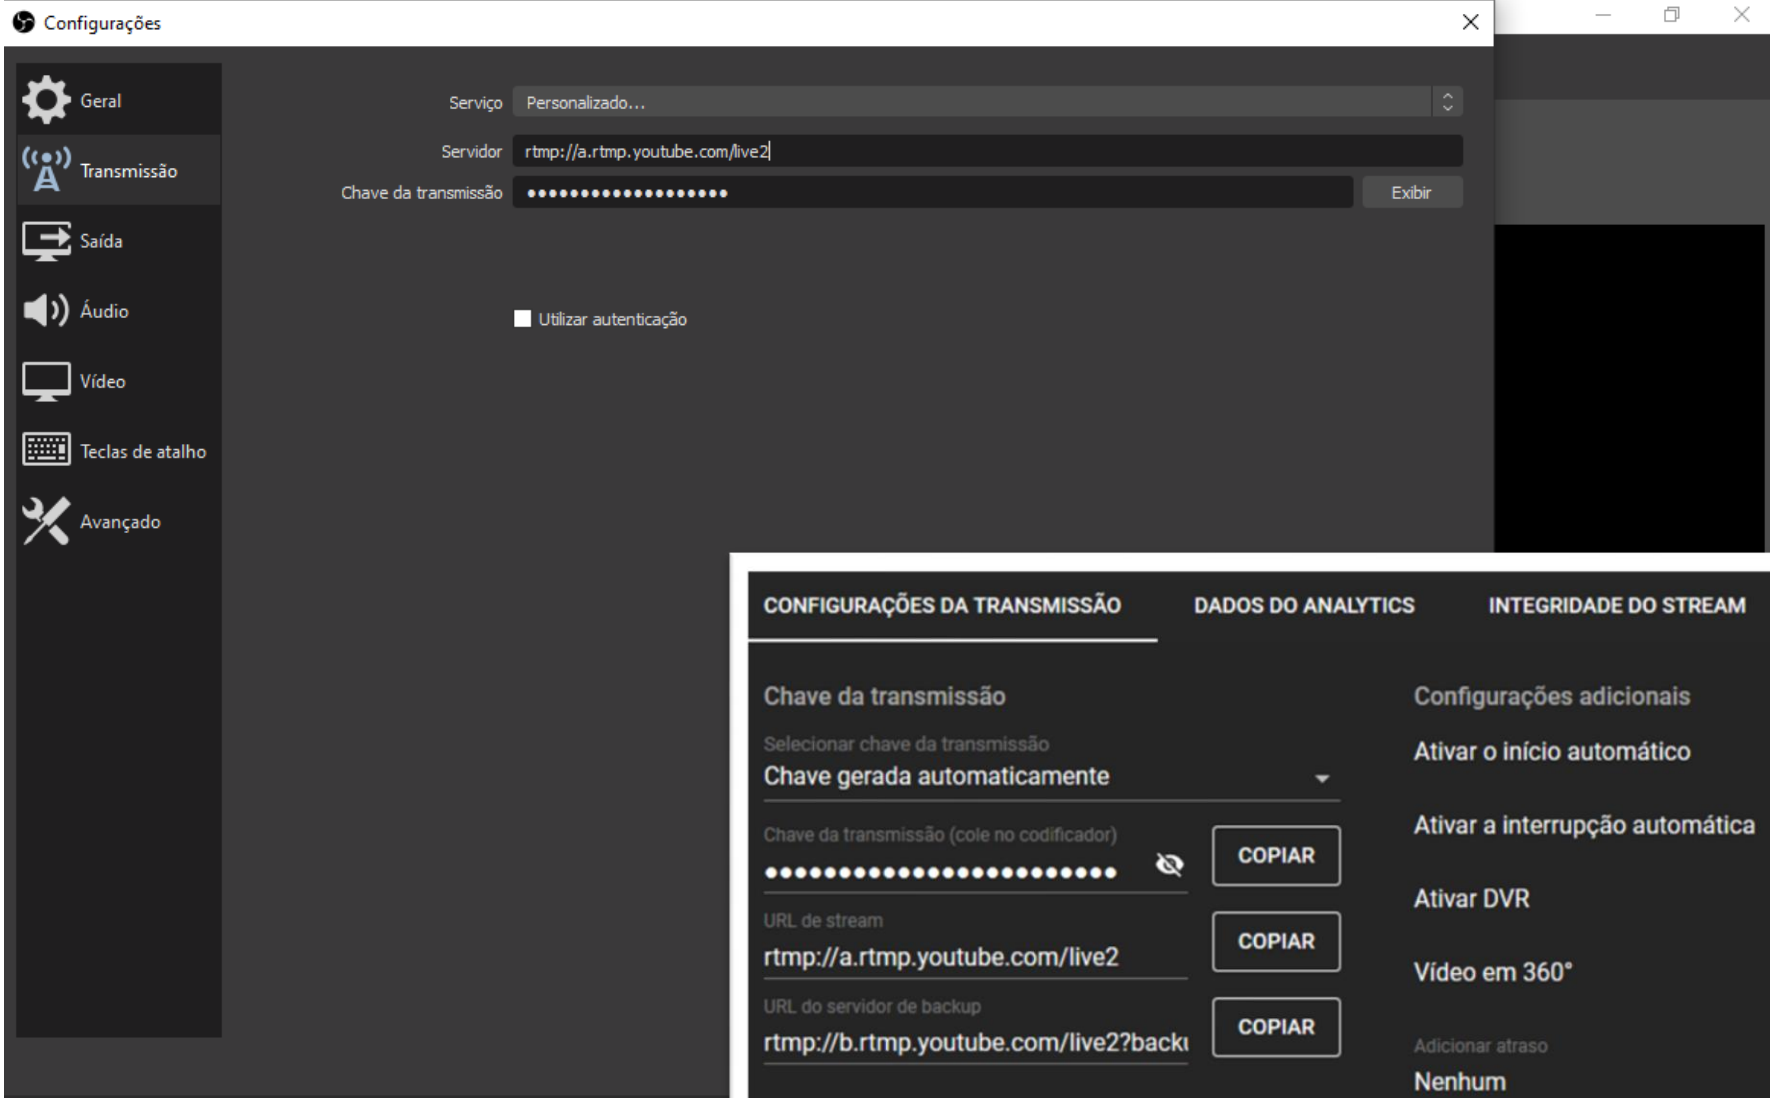 Configurações
Geral
Transmissão
Saída
Áudio
Vídeo
Teclas de atalho
Avançado
Serviço Personalizado...
Servidor rtmp://a.rtmp.youtube.com/live2
Chave da transmissão ●●●●●●●●●●●●●●●●●●● Exibir
Utilizar autenticação
CONFIGURAÇÕES DA TRANSMISSÃO DADOS DO ANALYTICS INTEGRIDADE DO STREAM
Chave da transmissão
Selecionar chave da transmissão
Chave gerada automaticamente
Chave da transmissão (cole no codificador)
●●●●●●●●●●●●●●●●●●●●●●●● COPIAR
URL de stream
rtmp://a.rtmp.youtube.com/live2 COPIAR
URL do servidor de backup
rtmp://b.rtmp.youtube.com/live2?back COPIAR
Configurações adicionais
Ativar o início automático
Ativar a interrupção automática
Ativar DVR
Vídeo em 360°
Adicionar atraso
Nenhum